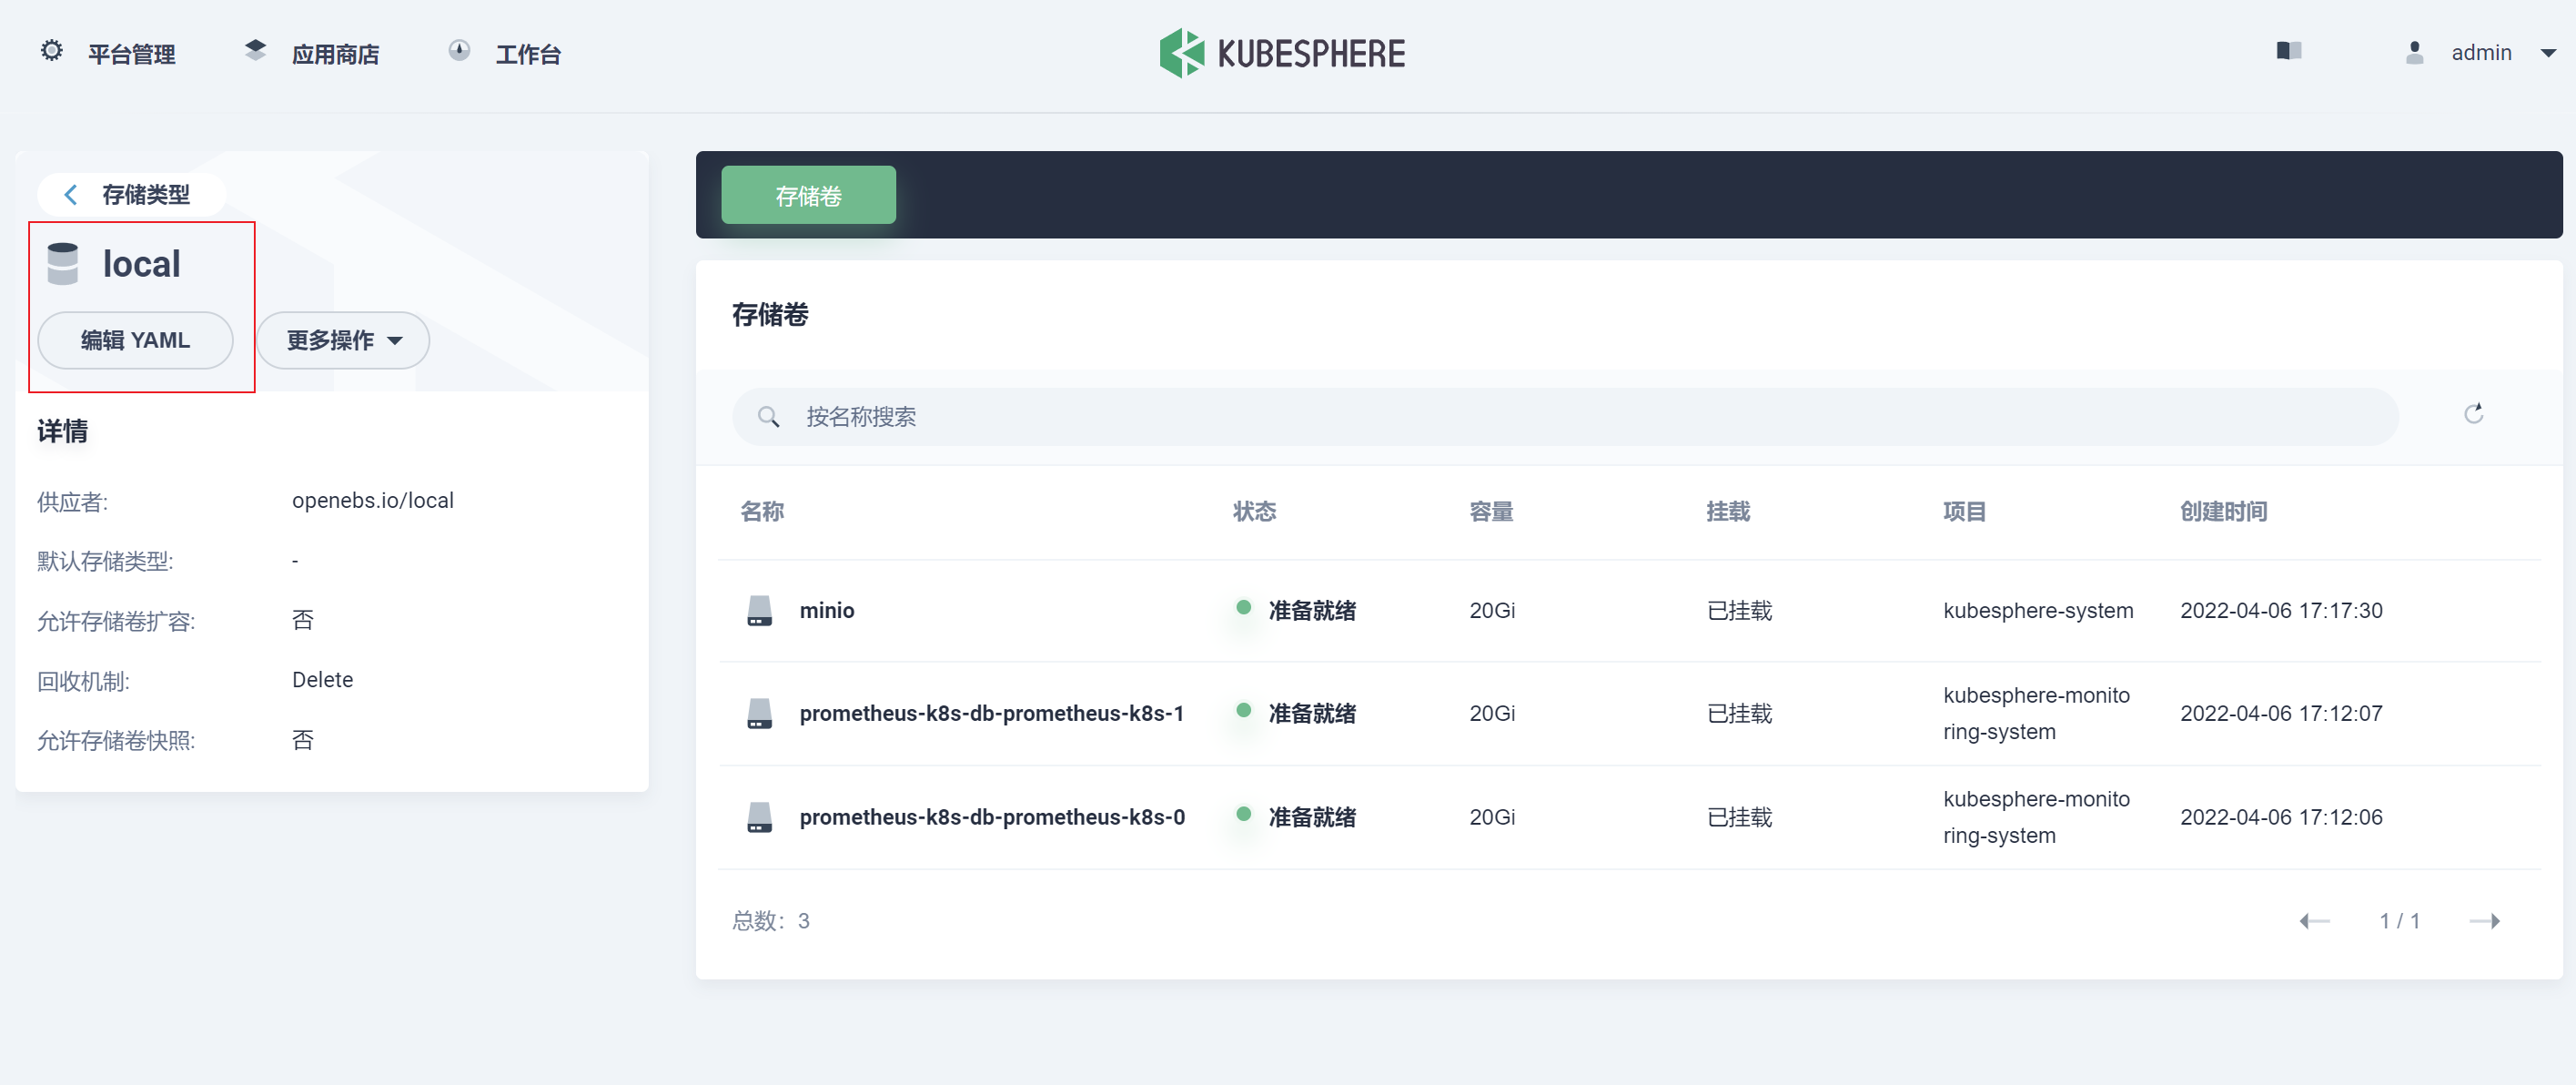 平台管理
应用商店
工作台
KUBESPHERE
admin
存储类型
local
编辑 YAML
更多操作
详情
供应者:
openebs.io/local
默认存储类型:
-
允许存储卷扩容:
否
回收机制:
Delete
允许存储卷快照:
否
存储卷
存储卷
按名称搜索
名称 状态 容量 挂载 项目 创建时间
minio 准备就绪 20Gi 已挂载 kubesphere-system 2022-04-06 17:17:30
prometheus-k8s-db-prometheus-k8s-1 准备就绪 20Gi 已挂载 kubesphere-monito
ring-system
2022-04-06 17:12:07
prometheus-k8s-db-prometheus-k8s-0 准备就绪 20Gi 已挂载 kubesphere-monito
ring-system
2022-04-06 17:12:06
总数: 3
1 / 1